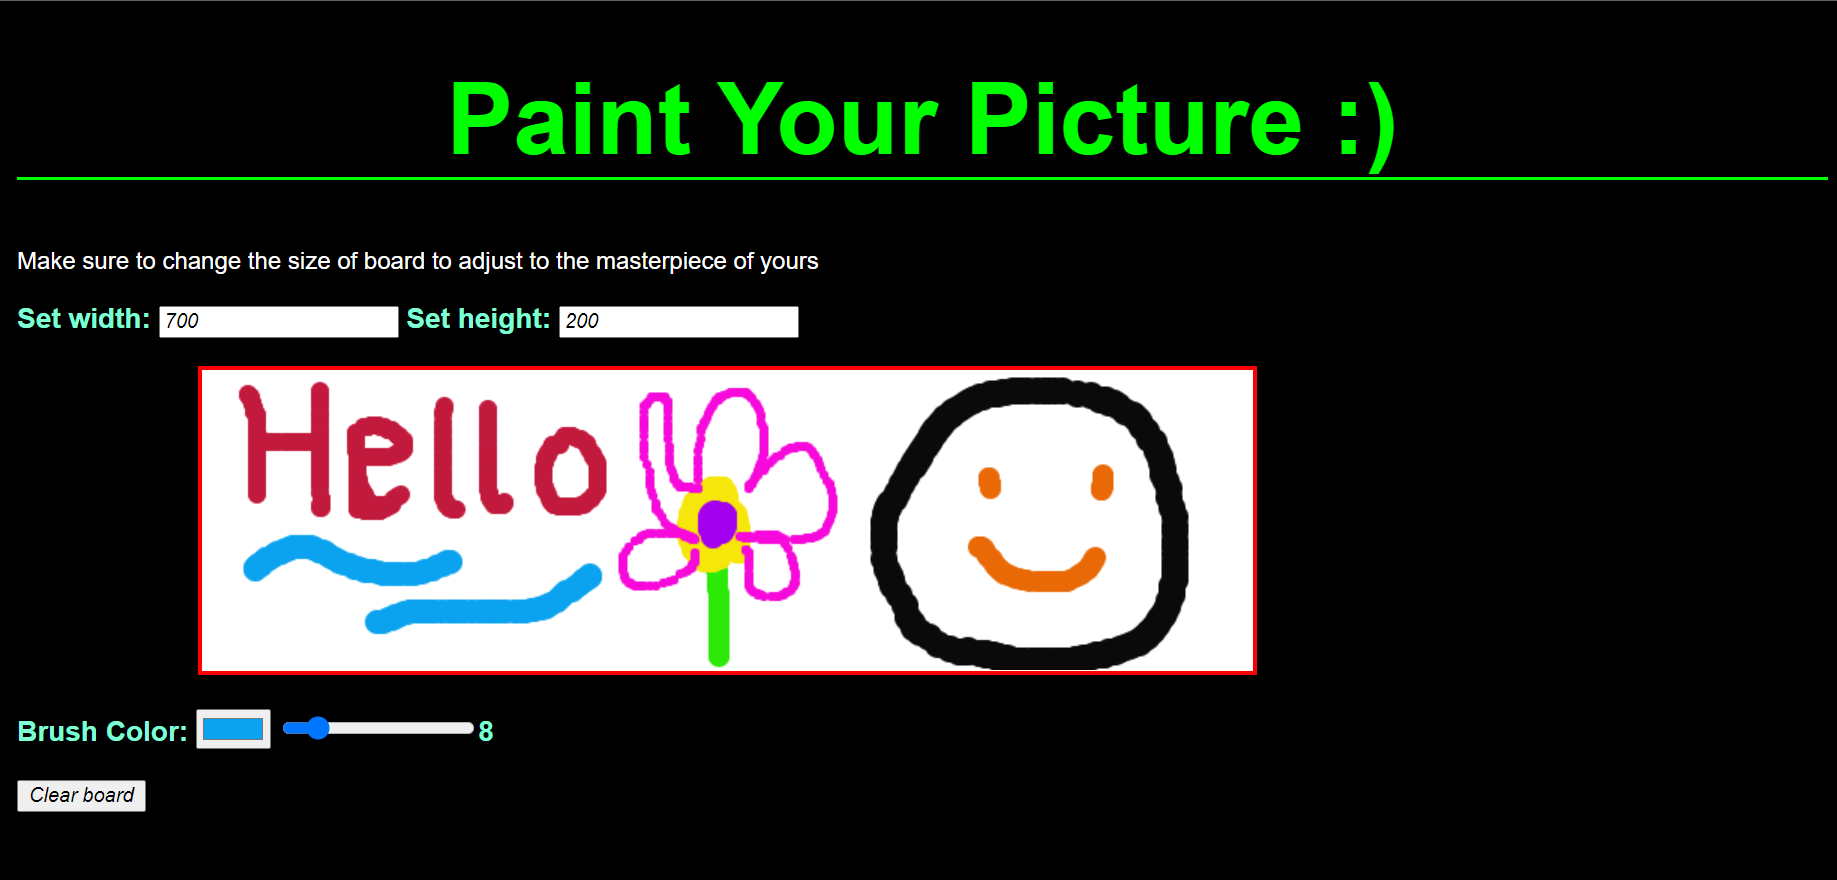 Paint Your Picture :)
Make sure to change the size of board to adjust to the masterpiece of yours
Set width: 700 Set height: 200
Hello
Brush Color: 8
Clear board